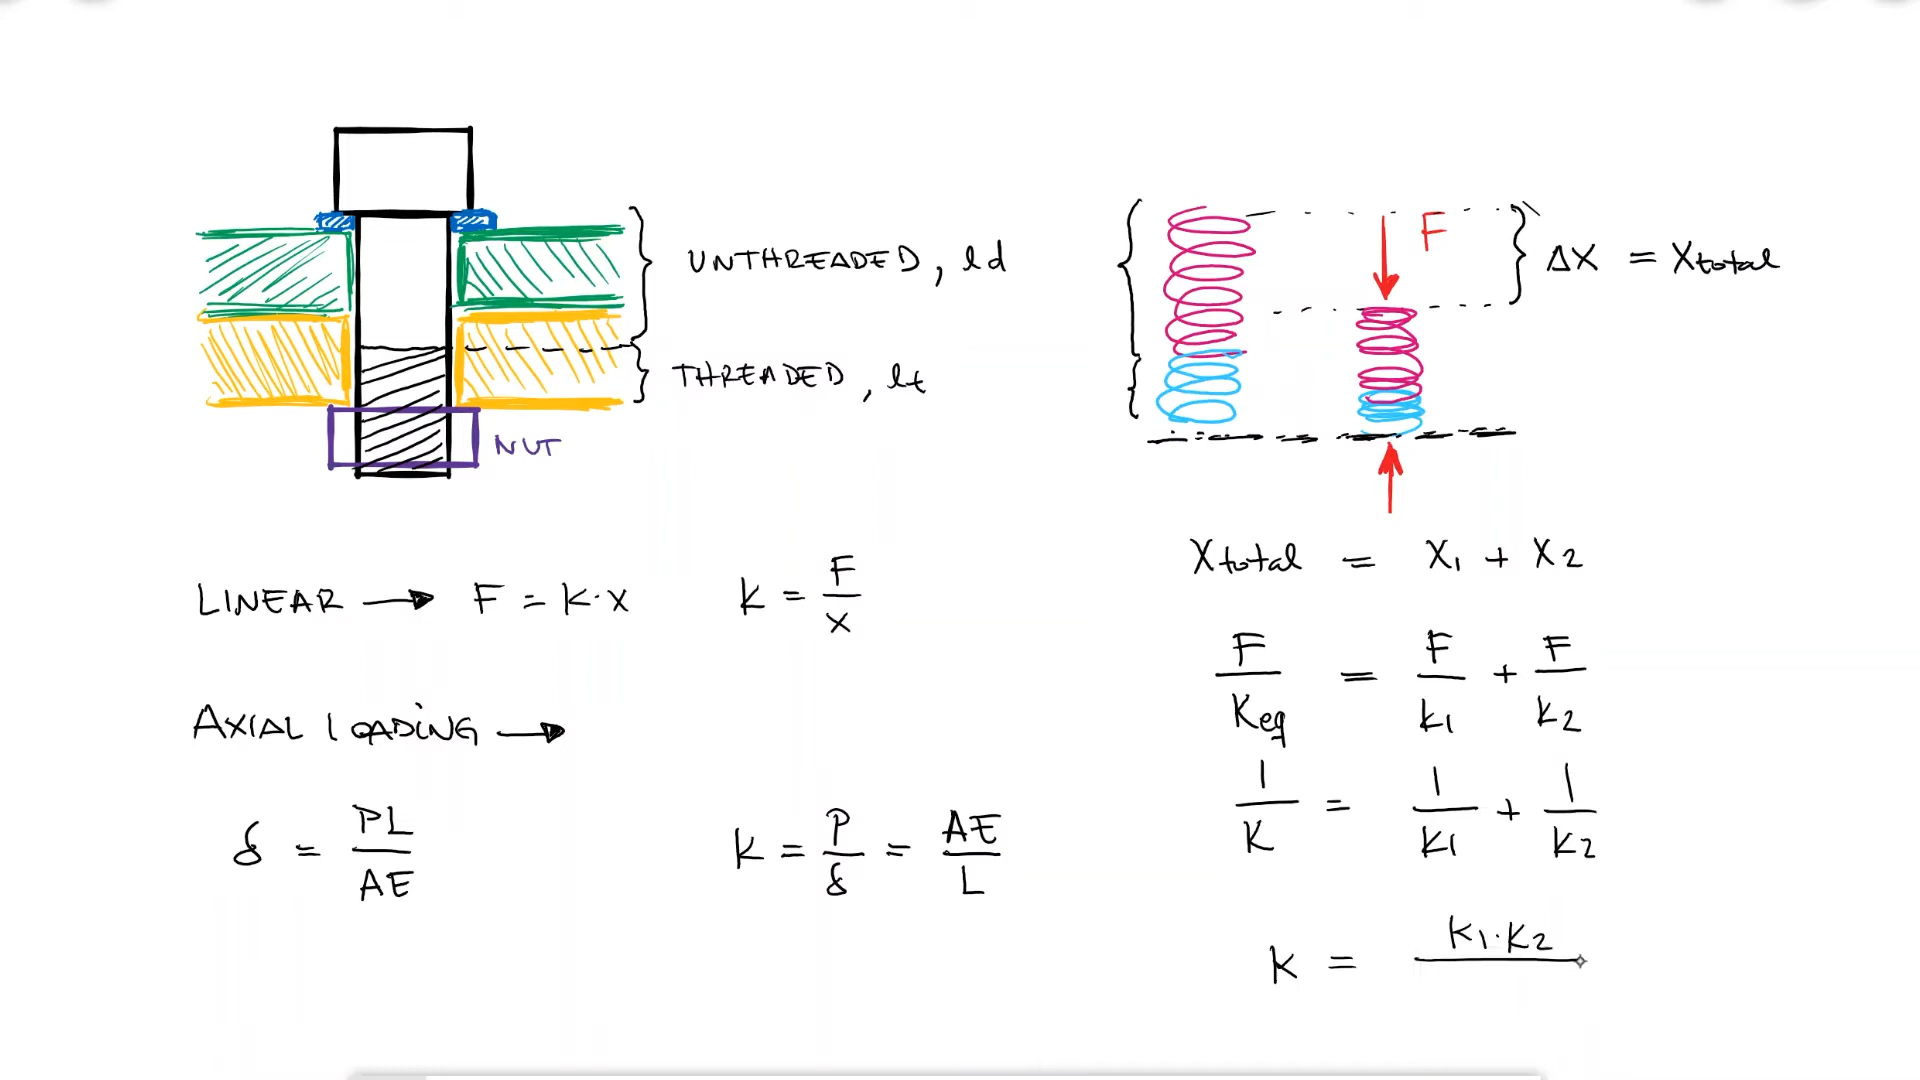 UNTHREADED, ld
THREADED, lt
NUT
LINEAR → F = K·x
k = F/x
AXIAL LOADING →
δ = PL/AE
k = P/δ = AE/L
F
ΔX = Xtotal
Xtotal = X1 + X2
F/Keq = F/k1 + F/k2
1/K = 1/K1 + 1/K2
K = K1·K2